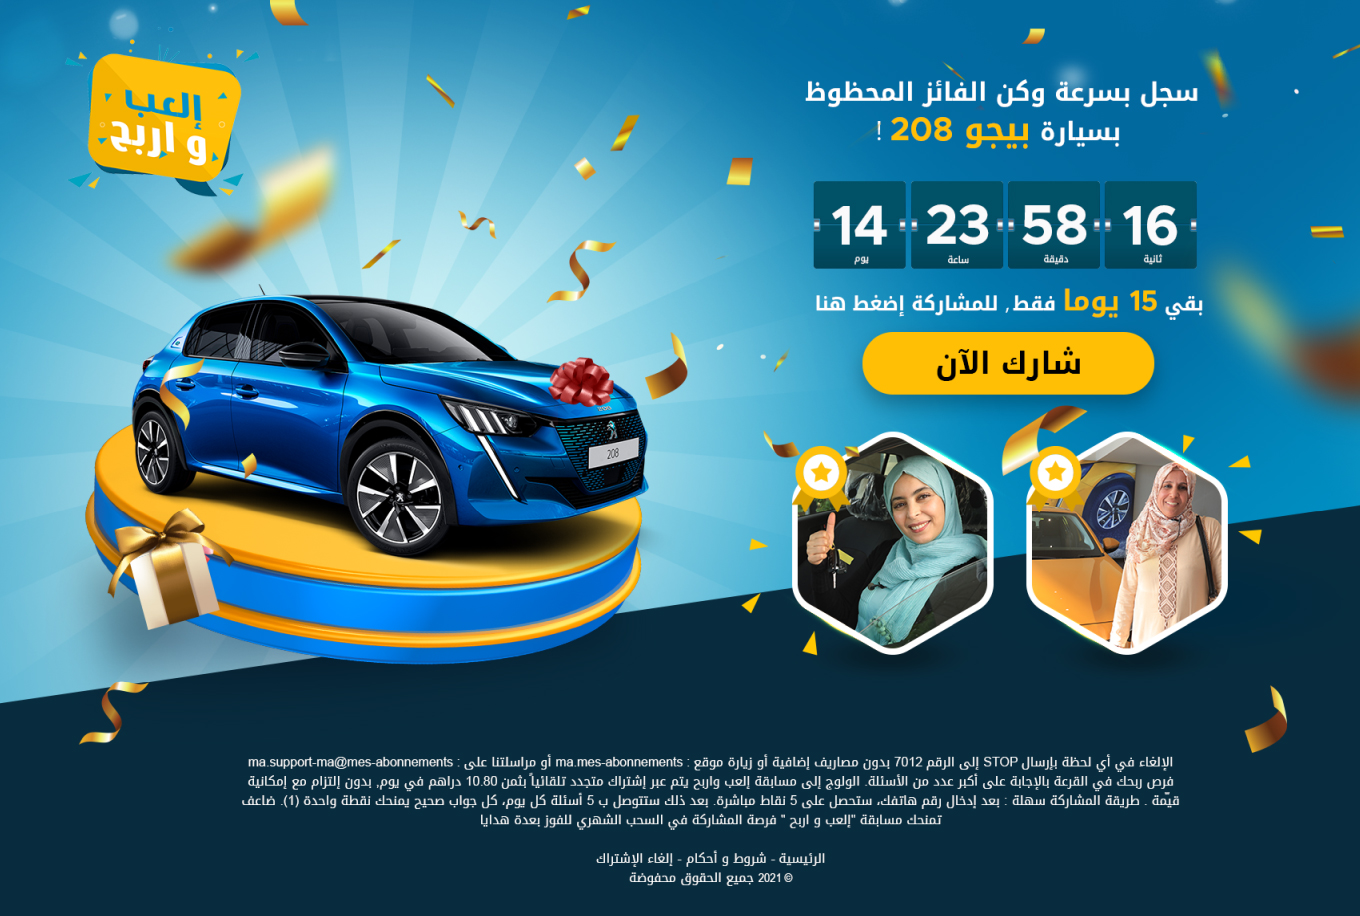 إلعب
و اربح
سجل بسرعة وكن الفائز المحظوظ
بسيارة بيجو 208 !
14 23 58 16
يوم ساعة دقيقة ثانية
بقي 15 يوما فقط , للمشاركة إضغط هنا
شارك الآن
208
الإلغاء في أي لحظة بإرسال STOP إلى الرقم 7012 بدون مصاريف إضافية أو زيارة موقع : ma.mes-abonnements أو مراسلتنا على : ma.support-ma@mes-abonnements
فرص ربحك في القرعة بالإجابة على أكبر عدد من الأسئلة. الولوج إلى مسابقة إلعب واربح يتم عبر إشتراك متجدد تلقائياً بثمن 10.80 دراهم في يوم, بدون إلتزام مع إمكانية
قيّمة . طريقة المشاركة سهلة : بعد إدخال رقم هاتفك، ستحصل على 5 نقاط مباشرة. بعد ذلك ستتوصل ب 5 أسئلة كل يوم، كل جواب صحيح يمنحك نقطة واحدة (1). ضاعف
تمنحك مسابقة "إلعب و اربح " فرصة المشاركة في السحب الشهري للفوز بعدة هدايا
الرئيسية - شروط و أحكام - إلغاء الإشتراك
© 2021 جميع الحقوق محفوضة